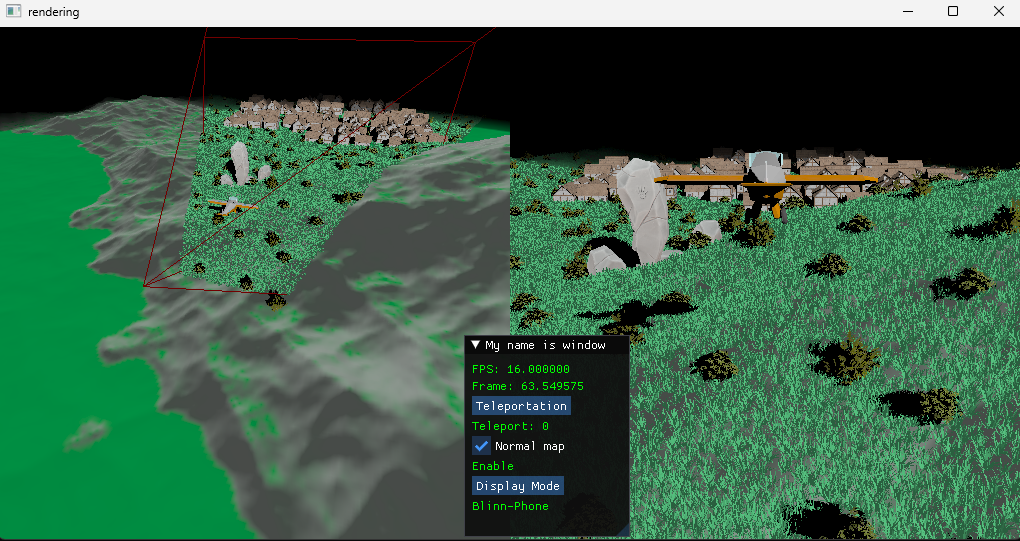 rendering
My name is window
FPS: 16.000000
Frame: 63.549575
Teleportation
Teleport: 0
Normal map
Enable
Display Mode
Blinn-Phone